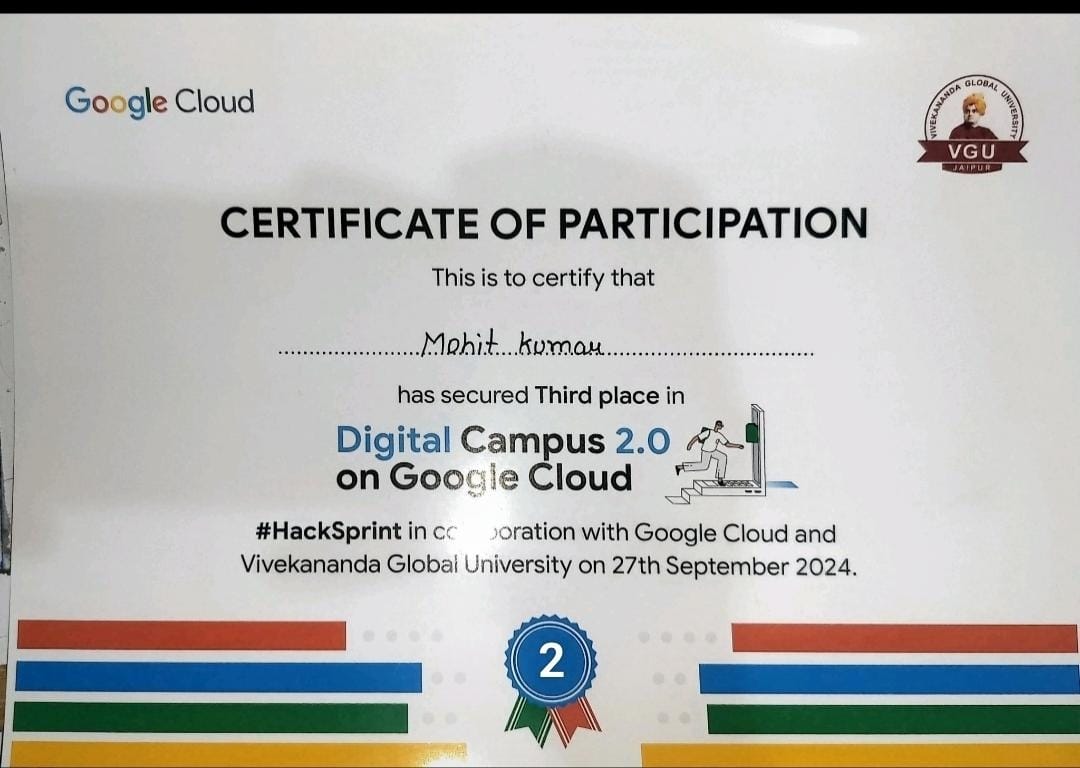 Google Cloud
VIVEKANANDA GLOBAL UNIVERSITY
VGU
JAIPUR
CERTIFICATE OF PARTICIPATION
This is to certify that
Mohit Kumar
has secured Third place in
Digital Campus 2.0
on Google Cloud
#HackSprint in co oration with Google Cloud and
Vivekananda Global University on 27th September 2024.
2